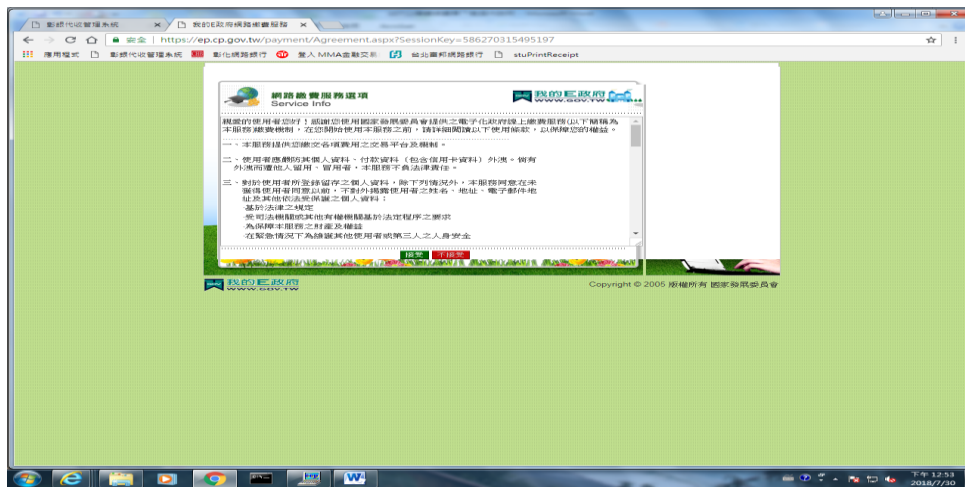 彰銀代收管理系統
我的E政府網路繳費服務
安全
https://ep.cp.gov.tw/payment/Agreement.aspx?SessionKey=586270315495197
應用程式
彰銀代收管理系統
彰化網路銀行
登入 MMA金融交易
台北富邦網路銀行
stuPrintReceipt
網路繳費服務選項
Service Info
我的E政府
www.gov.tw
親愛的使用者您好！感謝您使用國家發展委員會提供之電子化政府線上繳費服務(以下簡稱為
本服務)繳費機制，在您開始使用本服務之前，請詳細閱讀以下使用條款，以保障您的權益。
一、本服務提供您繳交各項費用之交易平台及機制。
二、使用者應嚴防其個人資料、付款資料（包含信用卡資料）外洩。倘有
外洩而遭他人留用、冒用者，本服務不負法律責任。
三、對於使用者所登錄留存之個人資料，除下列情況外，本服務同意在未
獲得使用者同意以前，不對外揭露使用者之姓名、地址、電子郵件地
址及其他依法受保護之個人資料：
‧基於法律之規定
‧受司法機關或其他有權機關基於法定程序之要求
‧為保障本服務之財產及權益
‧在緊急情況下為維護其他使用者或第三人之人身安全
接受
不接受
我的E政府
www.gov.tw
Copyright © 2005 版權所有 國家發展委員會
下午 12:53
2018/7/30